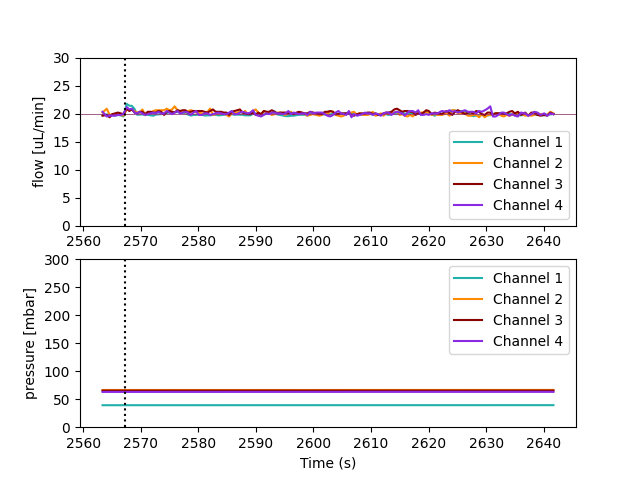 30
25
20
15
10
5
0
flow [uL/min]
Channel 1
Channel 2
Channel 3
Channel 4
2560 2570 2580 2590 2600 2610 2620 2630 2640
300
250
200
150
100
50
0
pressure [mbar]
Channel 1
Channel 2
Channel 3
Channel 4
2560 2570 2580 2590 2600 2610 2620 2630 2640
Time (s)